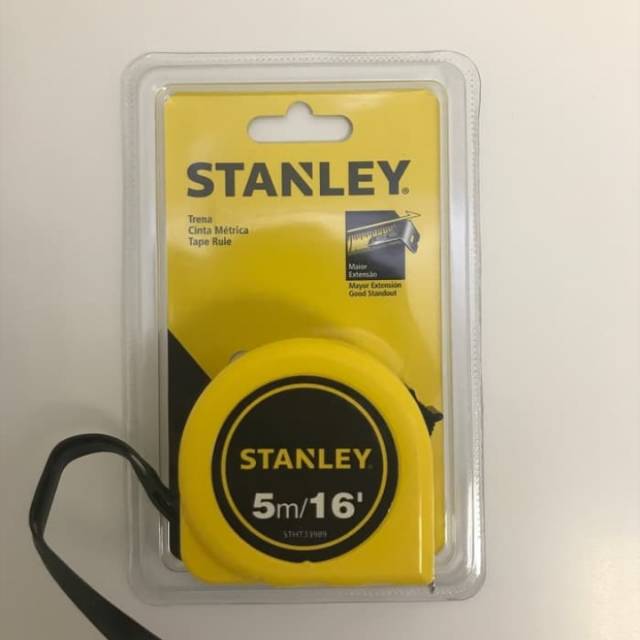 STANLEY®
Trena
Cinta Métrica
Tape Rule
Maior
Extensão
Mayor Extensión
Good Standout
STANLEY
5m/16'
STHT33989